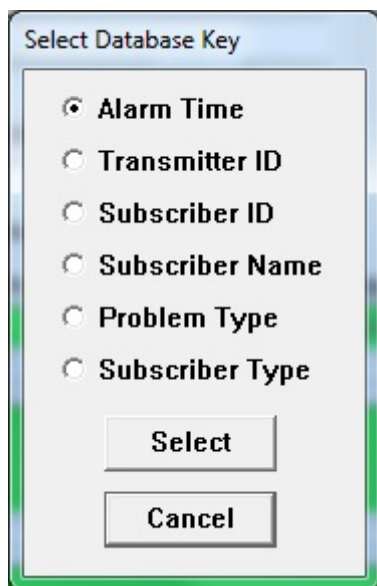 Select Database Key
Alarm Time
Transmitter ID
Subscriber ID
Subscriber Name
Problem Type
Subscriber Type
Select
Cancel